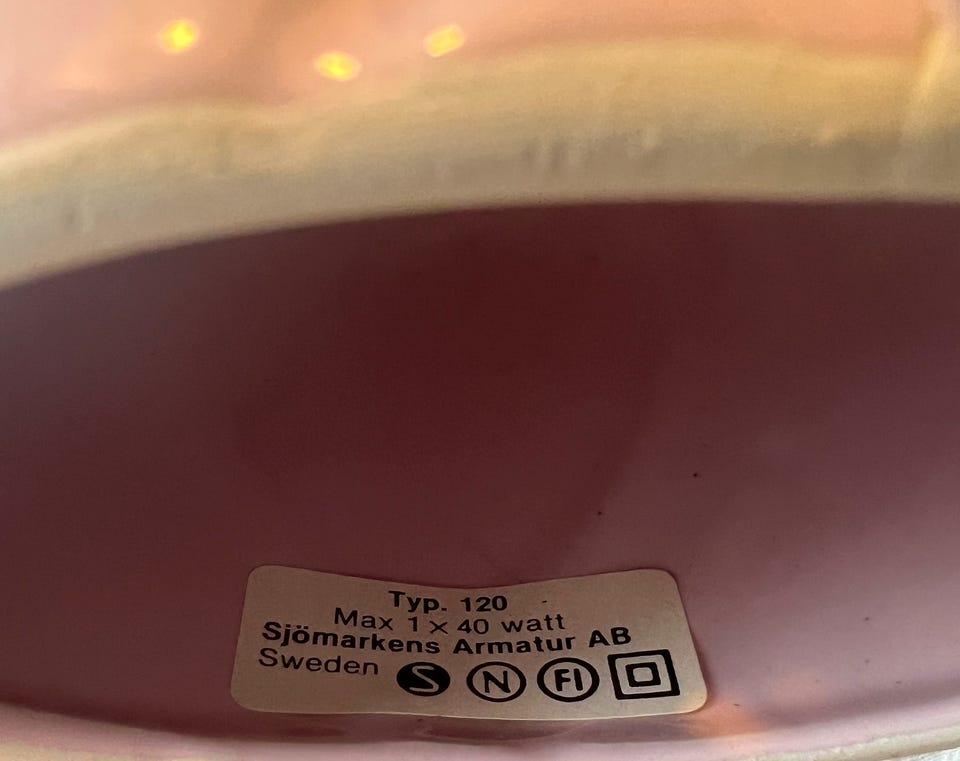 Typ. 120
Max 1 x 40 watt
Sjömarkens Armatur AB
Sweden S N FI